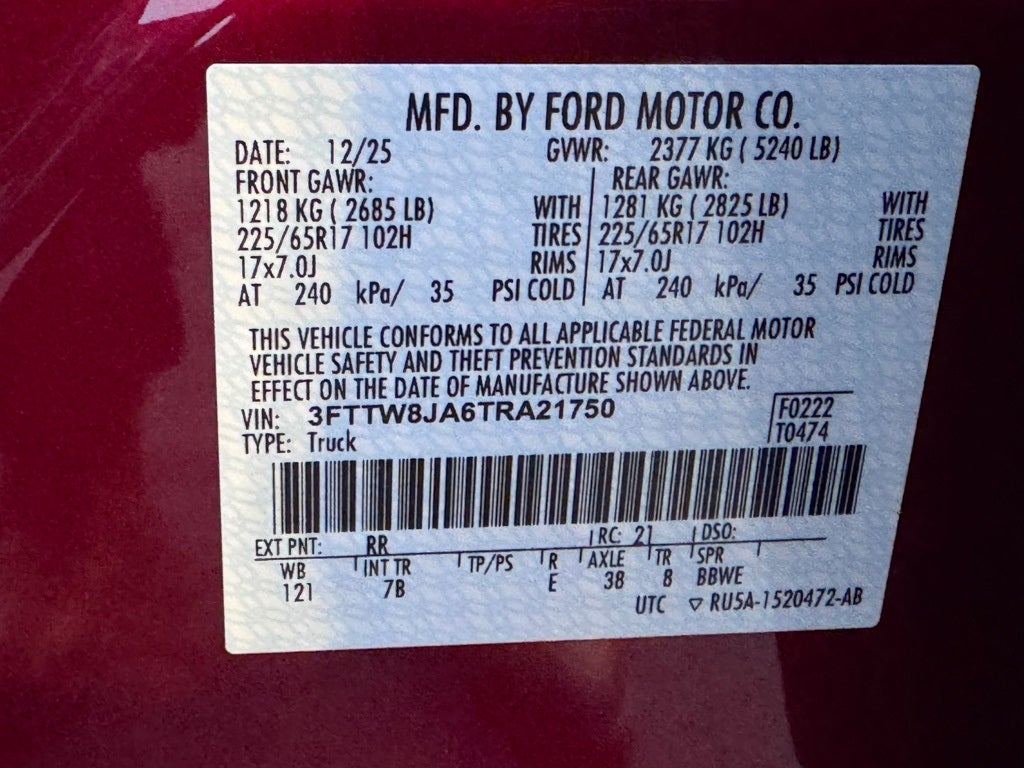 MFD. BY FORD MOTOR CO.
DATE: 12/25 GVWR: 2377 KG ( 5240 LB)
FRONT GAWR: REAR GAWR:
1218 KG ( 2685 LB) WITH 1281 KG ( 2825 LB) WITH
225/65R17 102H TIRES 225/65R17 102H TIRES
17x7.0J RIMS 17x7.0J RIMS
AT 240 kPa/ 35 PSI COLD AT 240 kPa/ 35 PSI COLD
THIS VEHICLE CONFORMS TO ALL APPLICABLE FEDERAL MOTOR
VEHICLE SAFETY AND THEFT PREVENTION STANDARDS IN
EFFECT ON THE DATE OF MANUFACTURE SHOWN ABOVE.
VIN: 3FTTW8JA6TRA21750 F0222
TYPE: Truck T0474
EXT PNT: RR RC: 21 DSO:
WB INT TR TP/PS R AXLE TR SPR
121 7B E 38 8 BBWE
UTC ▽ RU5A-1520472-AB